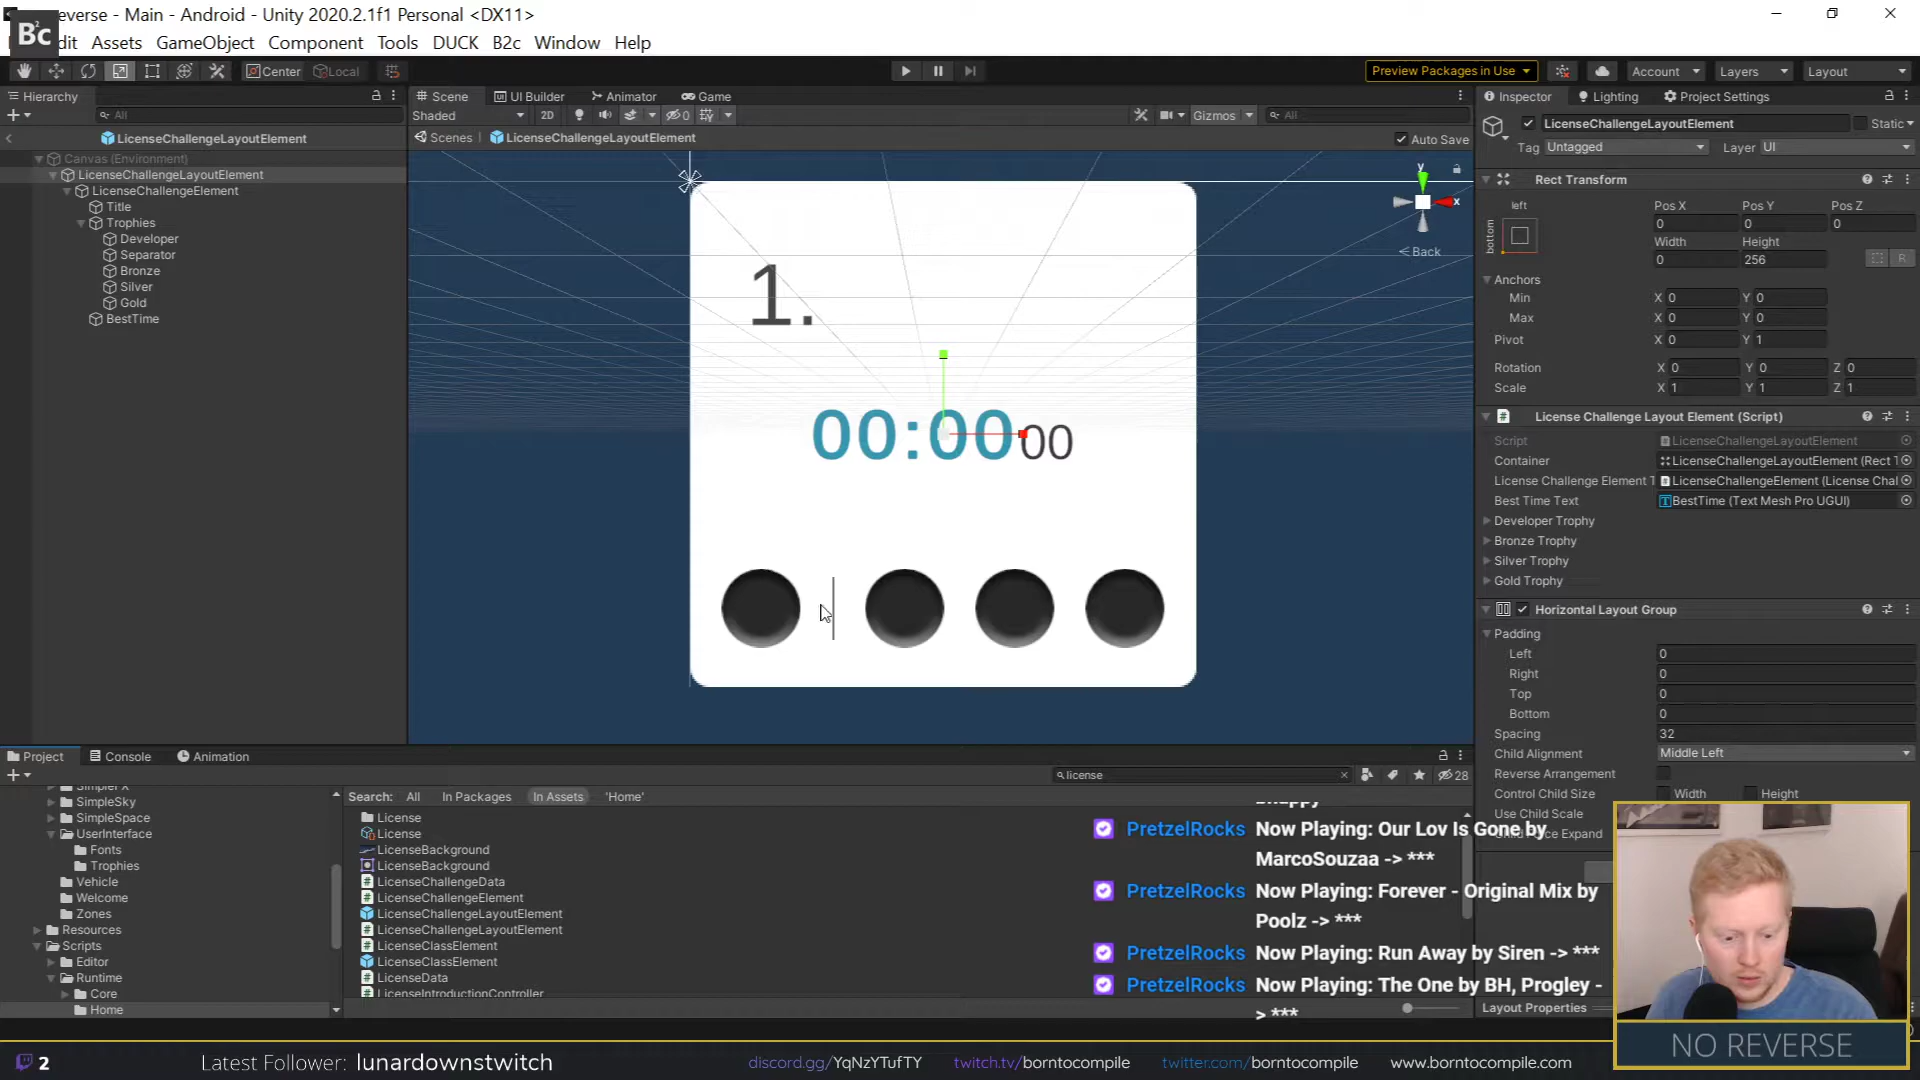 everse - Main - Android - Unity 2020.2.1f1 Personal <DX11>
B2c
dit Assets GameObject Component Tools DUCK B2c Window Help
Center Local
Preview Packages in Use Account Layers Layout
Hierarchy
All
LicenseChallengeLayoutElement
Canvas (Environment)
LicenseChallengeLayoutElement
LicenseChallengeElement
Title
Trophies
Developer
Separator
Bronze
Silver
Gold
BestTime
Scene UI Builder Animator Game
Shaded 2D 0 Gizmos All
Scenes LicenseChallengeLayoutElement Auto Save
y
x
< Back
1.
00:0000
Inspector Lighting Project Settings
LicenseChallengeLayoutElement Static
Tag Untagged Layer UI
Rect Transform
left
bottom
Pos X Pos Y Pos Z
0 0 0
Width Height
0 256
R
Anchors
Min X 0 Y 0
Max X 0 Y 0
Pivot X 0 Y 1
Rotation X 0 Y 0 Z 0
Scale X 1 Y 1 Z 1
License Challenge Layout Element (Script)
Script LicenseChallengeLayoutElement
Container LicenseChallengeLayoutElement (Rect T
License Challenge Element T LicenseChallengeElement (License Chal
Best Time Text BestTime (Text Mesh Pro UGUI)
Developer Trophy
Bronze Trophy
Silver Trophy
Gold Trophy
Horizontal Layout Group
Padding
Left 0
Right 0
Top 0
Bottom 0
Spacing 32
Child Alignment Middle Left
Reverse Arrangement
Control Child Size Width Height
Use Child Scale
Layout Properties
Project Console Animation
license 28
SimpleSky
SimpleSpace
UserInterface
Fonts
Trophies
Vehicle
Welcome
Zones
Resources
Scripts
Editor
Runtime
Core
Home
Search: All In Packages In Assets 'Home'
License
License
LicenseBackground
LicenseBackground
LicenseChallengeData
LicenseChallengeElement
LicenseChallengeLayoutElement
LicenseChallengeLayoutElement
LicenseClassElement
LicenseClassElement
LicenseData
LicenseIntroductionController
PretzelRocks Now Playing: Our Lov Is Gone by
MarcoSouzaa -> ***
PretzelRocks Now Playing: Forever - Original Mix by
Poolz -> ***
PretzelRocks Now Playing: Run Away by Siren -> ***
PretzelRocks Now Playing: The One by BH, Progley -
> ***
NO REVERSE
2 Latest Follower: lunardownstwitch discord.gg/YqNzYTufTY twitch.tv/borntocompile twitter.com/borntocompile www.borntocompile.com